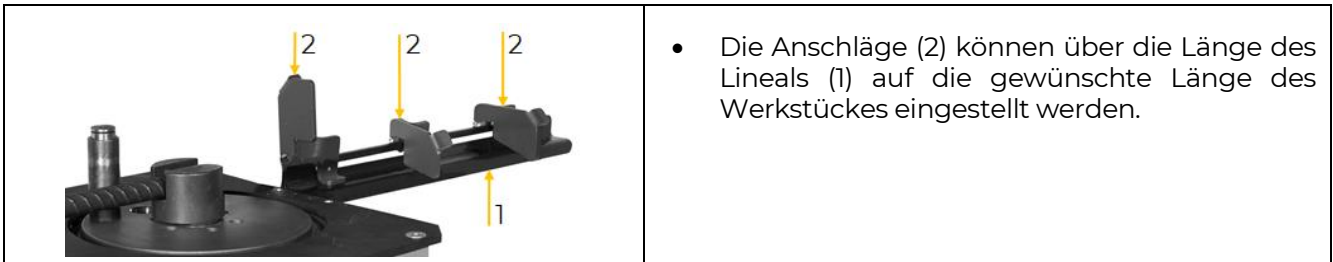 2 2 2
1
• Die Anschläge (2) können über die Länge des
Lineals (1) auf die gewünschte Länge des
Werkstückes eingestellt werden.